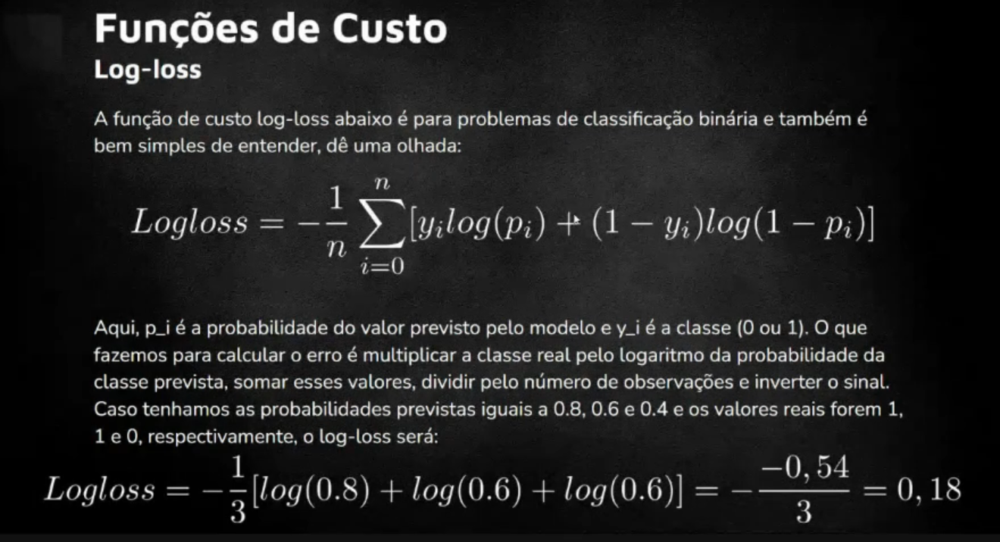 Funções de Custo
Log-loss
A função de custo log-loss abaixo é para problemas de classificação binária e também é
bem simples de entender, dê uma olhada:
Logloss = -\frac{1}{n} \sum_{i=0}^{n} [y_i log(p_i) + (1 - y_i)log(1 - p_i)]
Aqui, p_i é a probabilidade do valor previsto pelo modelo e y_i é a classe (0 ou 1). O que
fazemos para calcular o erro é multiplicar a classe real pelo logaritmo da probabilidade da
classe prevista, somar esses valores, dividir pelo número de observações e inverter o sinal.
Caso tenhamos as probabilidades previstas iguais a 0.8, 0.6 e 0.4 e os valores reais forem 1,
1 e 0, respectivamente, o log-loss será:
Logloss = -\frac{1}{3}[log(0.8) + log(0.6) + log(0.6)] = -\frac{-0,54}{3} = 0,18